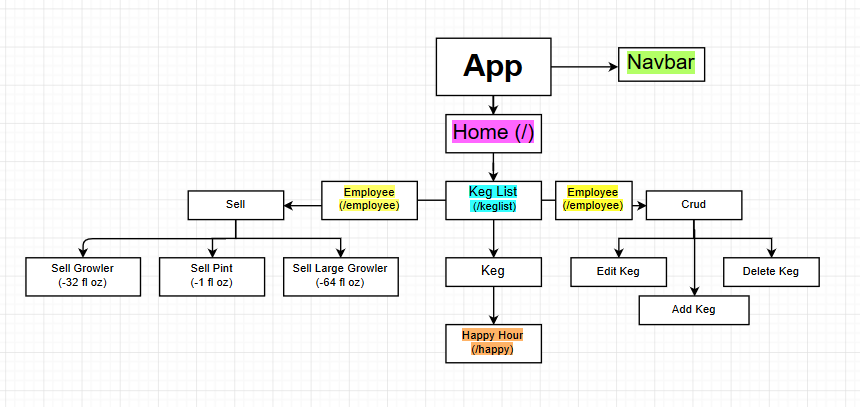 App
Navbar
Home (/)
Employee
(/employee)
Keg List
(/keglist)
Employee
(/employee)
Sell
Crud
Sell Growler
(-32 fl oz)
Sell Pint
(-1 fl oz)
Sell Large Growler
(-64 fl oz)
Keg
Edit Keg
Delete Keg
Add Keg
Happy Hour
(/happy)